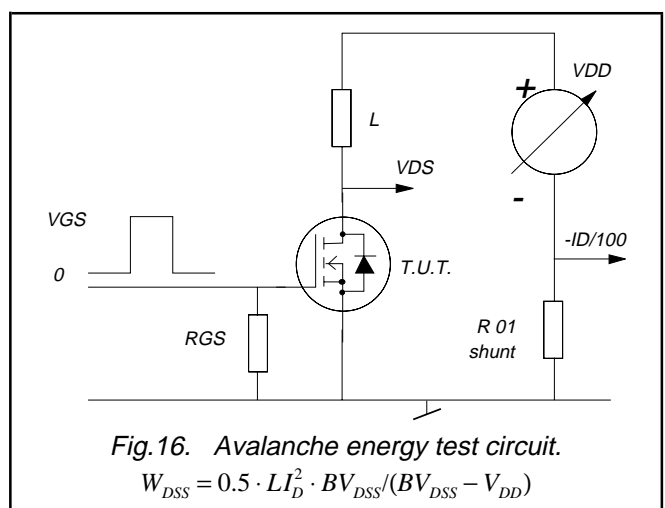 +
VDD
L
VDS
-
VGS
-ID/100
0
T.U.T.
RGS
R 01
shunt
Fig.16. Avalanche energy test circuit.
W_DSS = 0.5 · LI_D^2 · BV_DSS/(BV_DSS − V_DD)